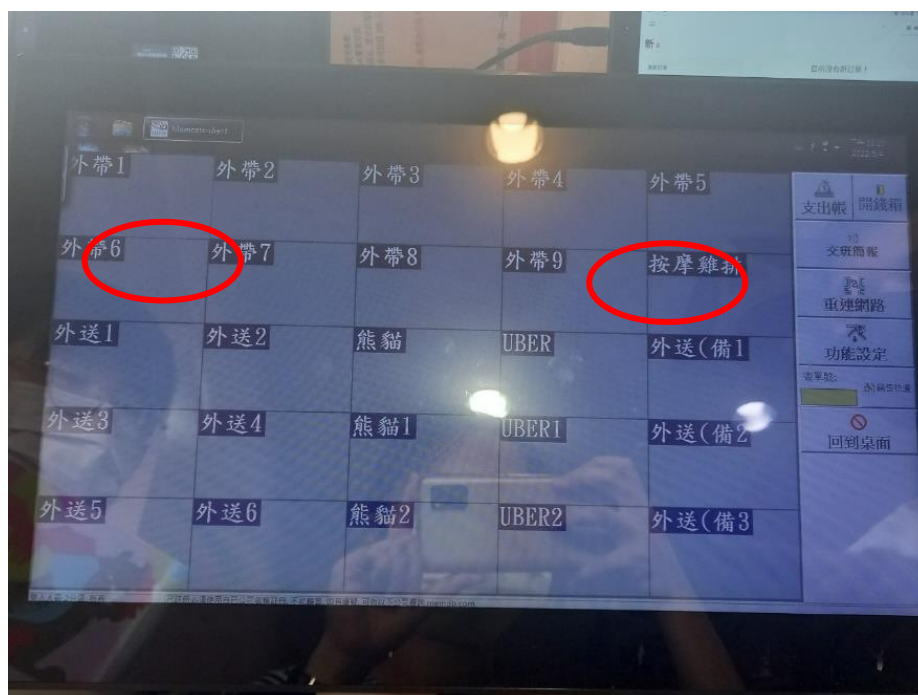 新
外帶1 外帶2 外帶3 外帶4 外帶5
支出帳 開錢箱
外帶6 外帶7 外帶8 外帶9 按摩雞排
交班簡報
重連網路
外送1 外送2 熊貓 UBER 外送(備1
功能設定
外送3 外送4 熊貓1 UBER1 外送(備2
回到桌面
外送5 外送6 熊貓2 UBER2 外送(備3